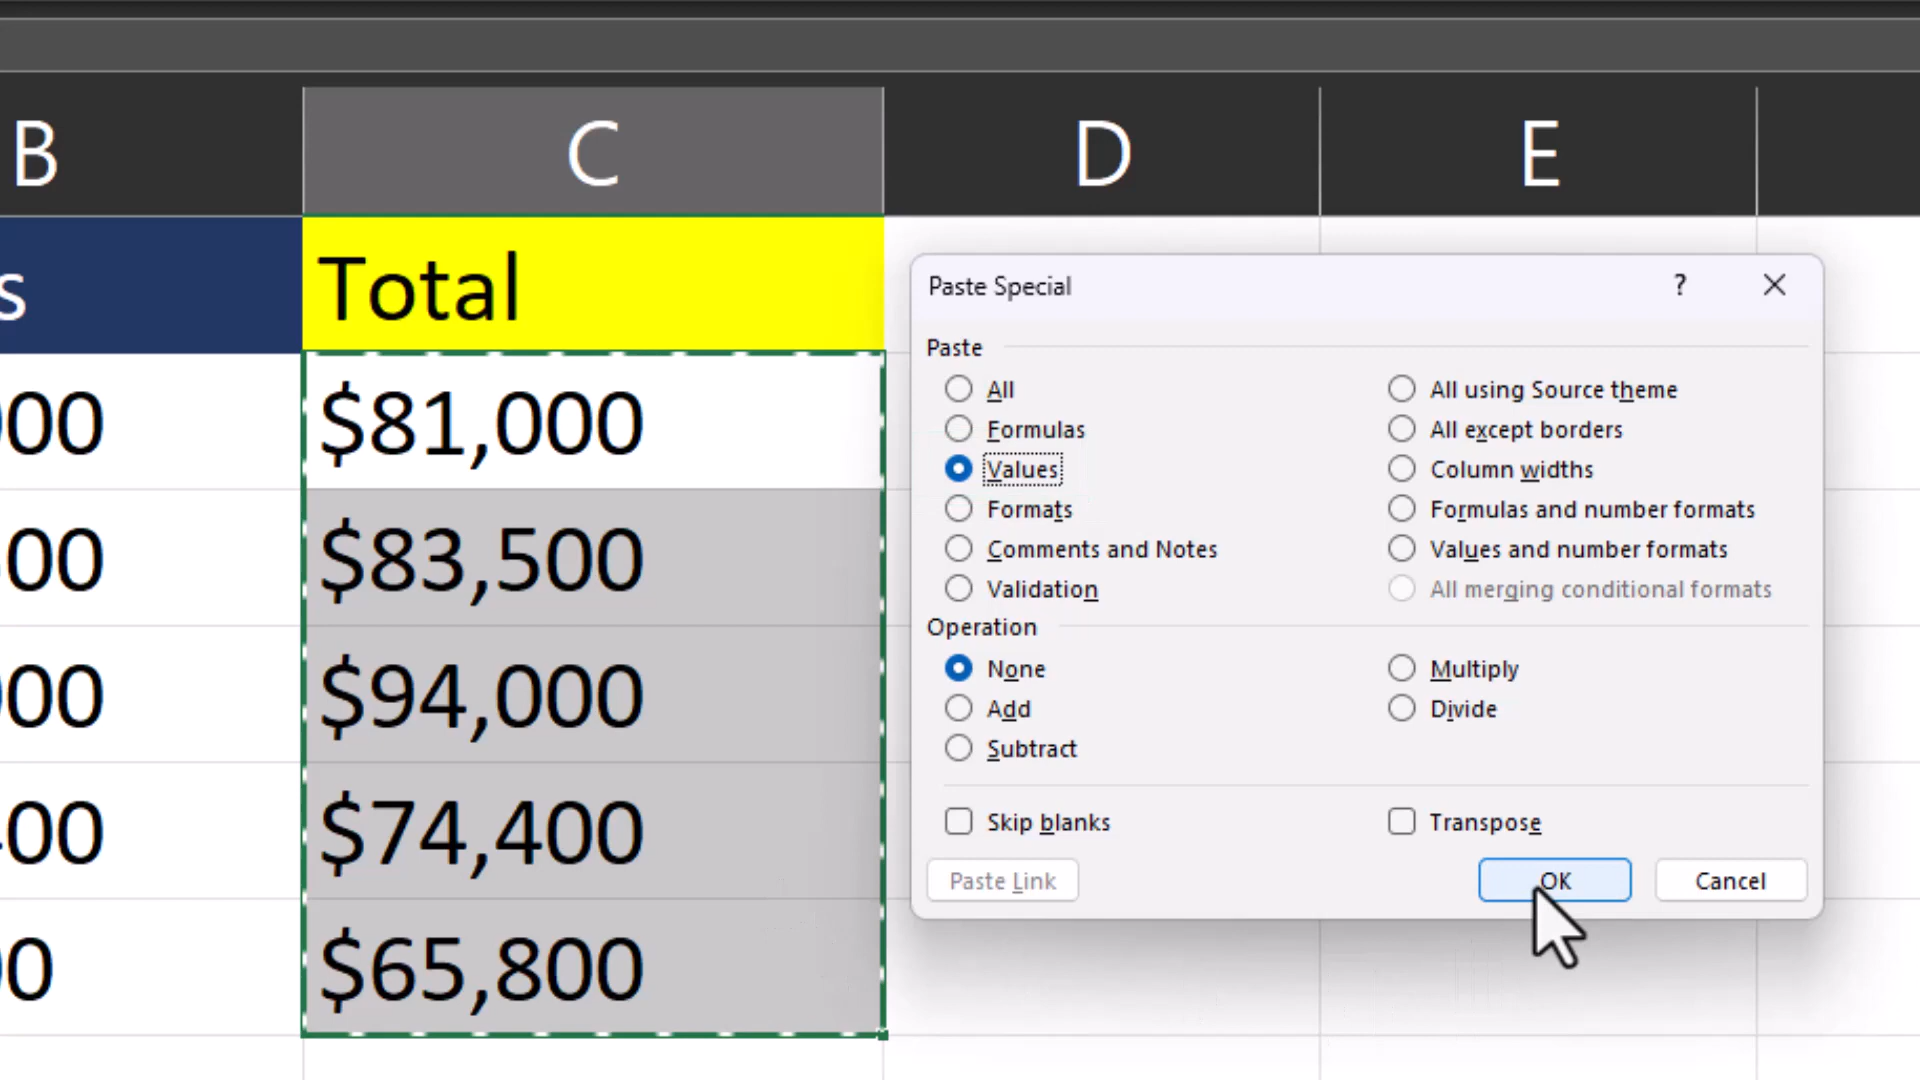 B C D E
s Total
00 $81,000
00 $83,500
00 $94,000
400 $74,400
00 $65,800
Paste Special ?
Paste
All
Formulas
Values
Formats
Comments and Notes
Validation
All using Source theme
All except borders
Column widths
Formulas and number formats
Values and number formats
All merging conditional formats
Operation
None
Add
Subtract
Multiply
Divide
Skip blanks
Transpose
Paste Link
OK
Cancel